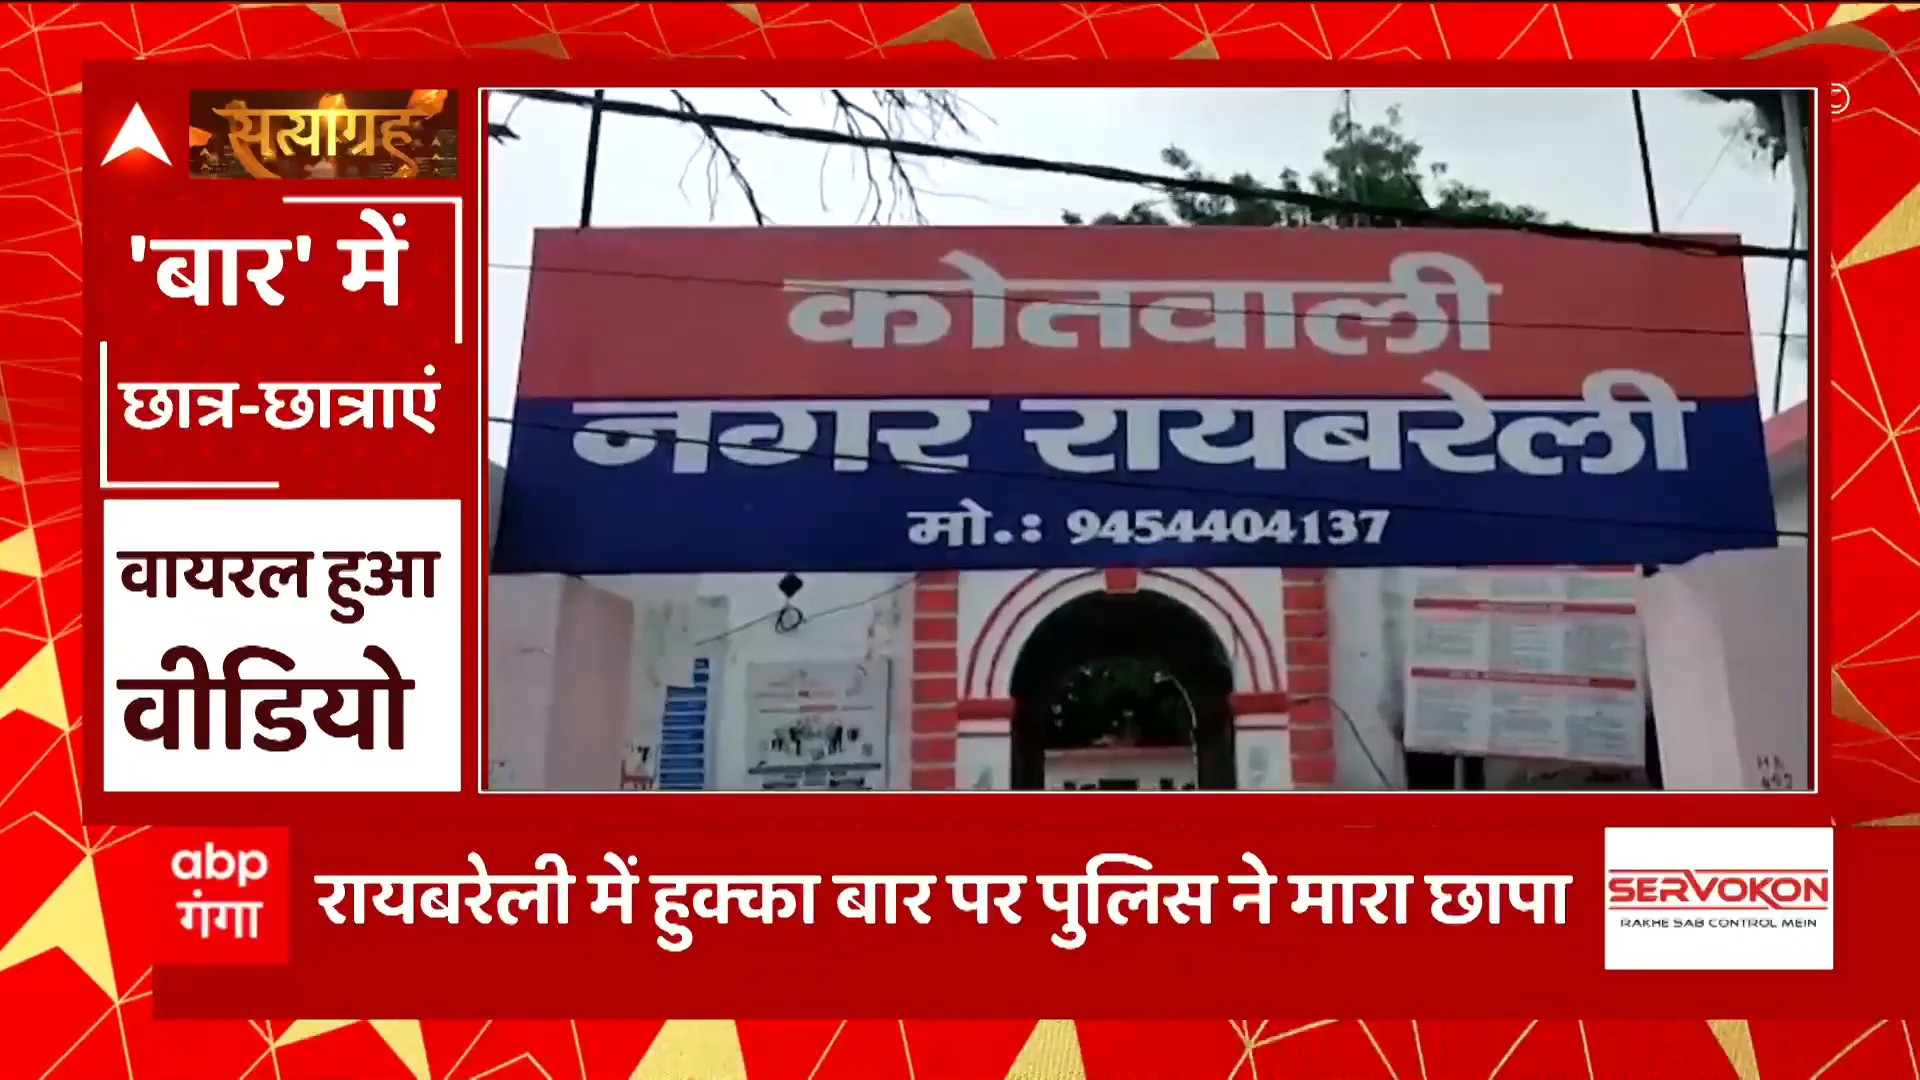 सत्याग्रह
'बार' में
छात्र-छात्राएं
वायरल हुआ
वीडियो
कोतवाली
नगर रायबरेली
मो.: 9454404137
abp
गंगा
रायबरेली में हुक्का बार पर पुलिस ने मारा छापा
SERVOKON
RAKHE SAB CONTROL MEIN